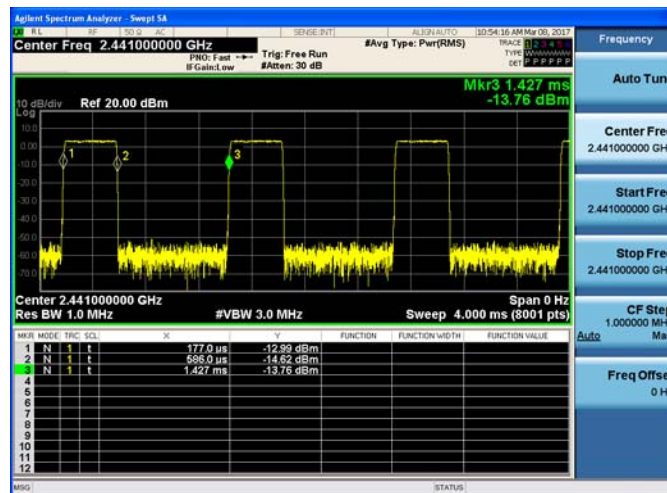 Agilent Spectrum Analyzer - Swept SA
RL RF 50 Ω AC SENSE:INT ALIGN AUTO 10:54:16 AM Mar 08, 2017
Center Freq 2.441000000 GHz
#Avg Type: Pwr(RMS)
TRACE 1 2 3 4 5 6
TYPE
DET P P P P P P
PNO: Fast
IFGain:Low
Trig: Free Run
#Atten: 30 dB
Frequency
Mkr3 1.427 ms
-13.76 dBm
10 dB/div Ref 20.00 dBm
Log
10.0
0.00
-10.0
-20.0
-30.0
-40.0
-50.0
-60.0
-70.0
1
2
3
Center 2.441000000 GHz Span 0 Hz
Res BW 1.0 MHz #VBW 3.0 MHz Sweep 4.000 ms (8001 pts)
MKR MODE TRC SCL X Y FUNCTION FUNCTION WIDTH FUNCTION VALUE
1 N 1 t 177.0 µs -12.99 dBm
2 N 1 t 586.0 µs -14.62 dBm
3 N 1 t 1.427 ms -13.76 dBm
4
5
6
7
8
9
10
11
12
MSG STATUS
Auto Tun
Center Fre
2.441000000 GH
Start Fre
2.441000000 GH
Stop Fre
2.441000000 GH
CF Ste
1.000000 MH
Auto Ma
Freq Offse
0 H